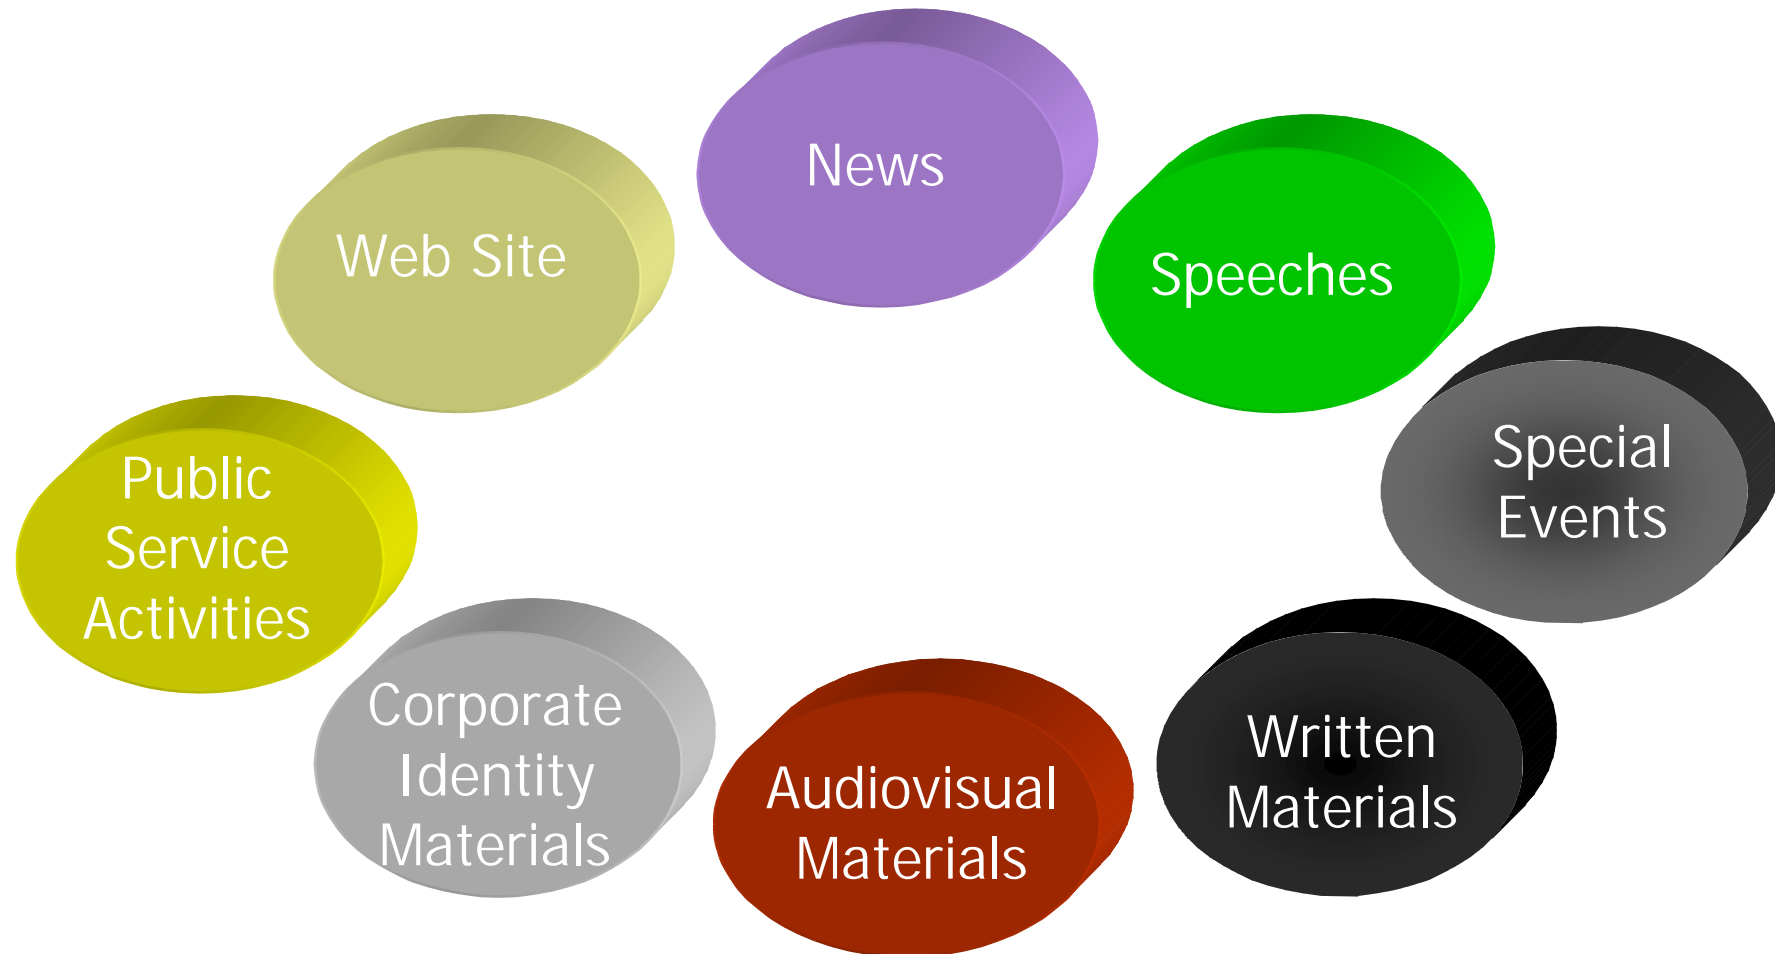 News
Web Site
Speeches
Special
Events
Public
Service
Activities
Corporate
Identity
Materials
Written
Materials
Audiovisual
Materials